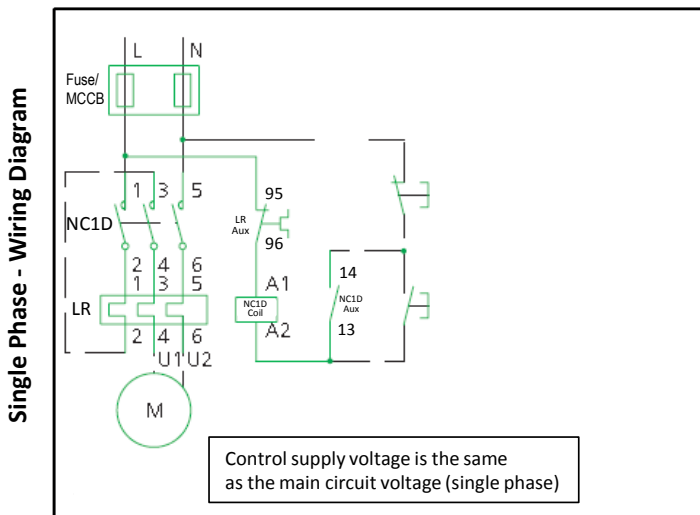 Single Phase - Wiring Diagram
L N
Fuse/
MCCB
1 3 5
NC1D
2 4 6
1 3 5
LR
2 4 6
U1 U2
M
95
LR
Aux
96
A1
NC1D
Coil
A2
14
NC1D
Aux
13
Control supply voltage is the same
as the main circuit voltage (single phase)